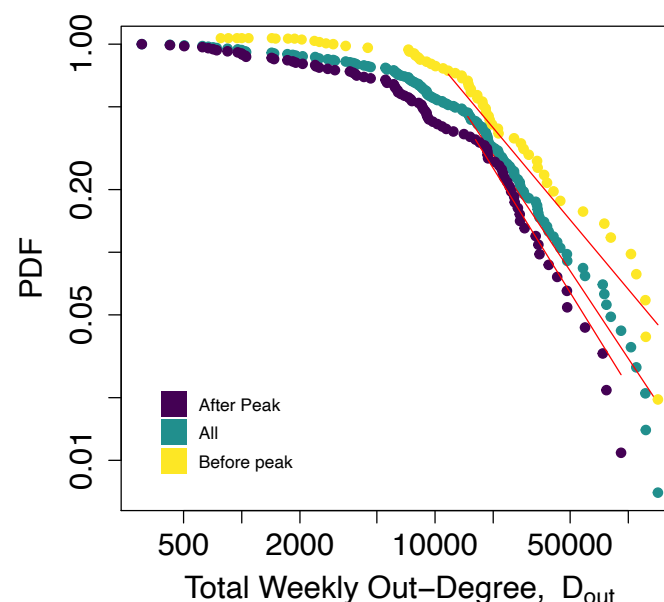 1.00
0.20
0.05
0.01
PDF
After Peak
All
Before peak
500 2000 10000 50000
Total Weekly Out−Degree, Dout